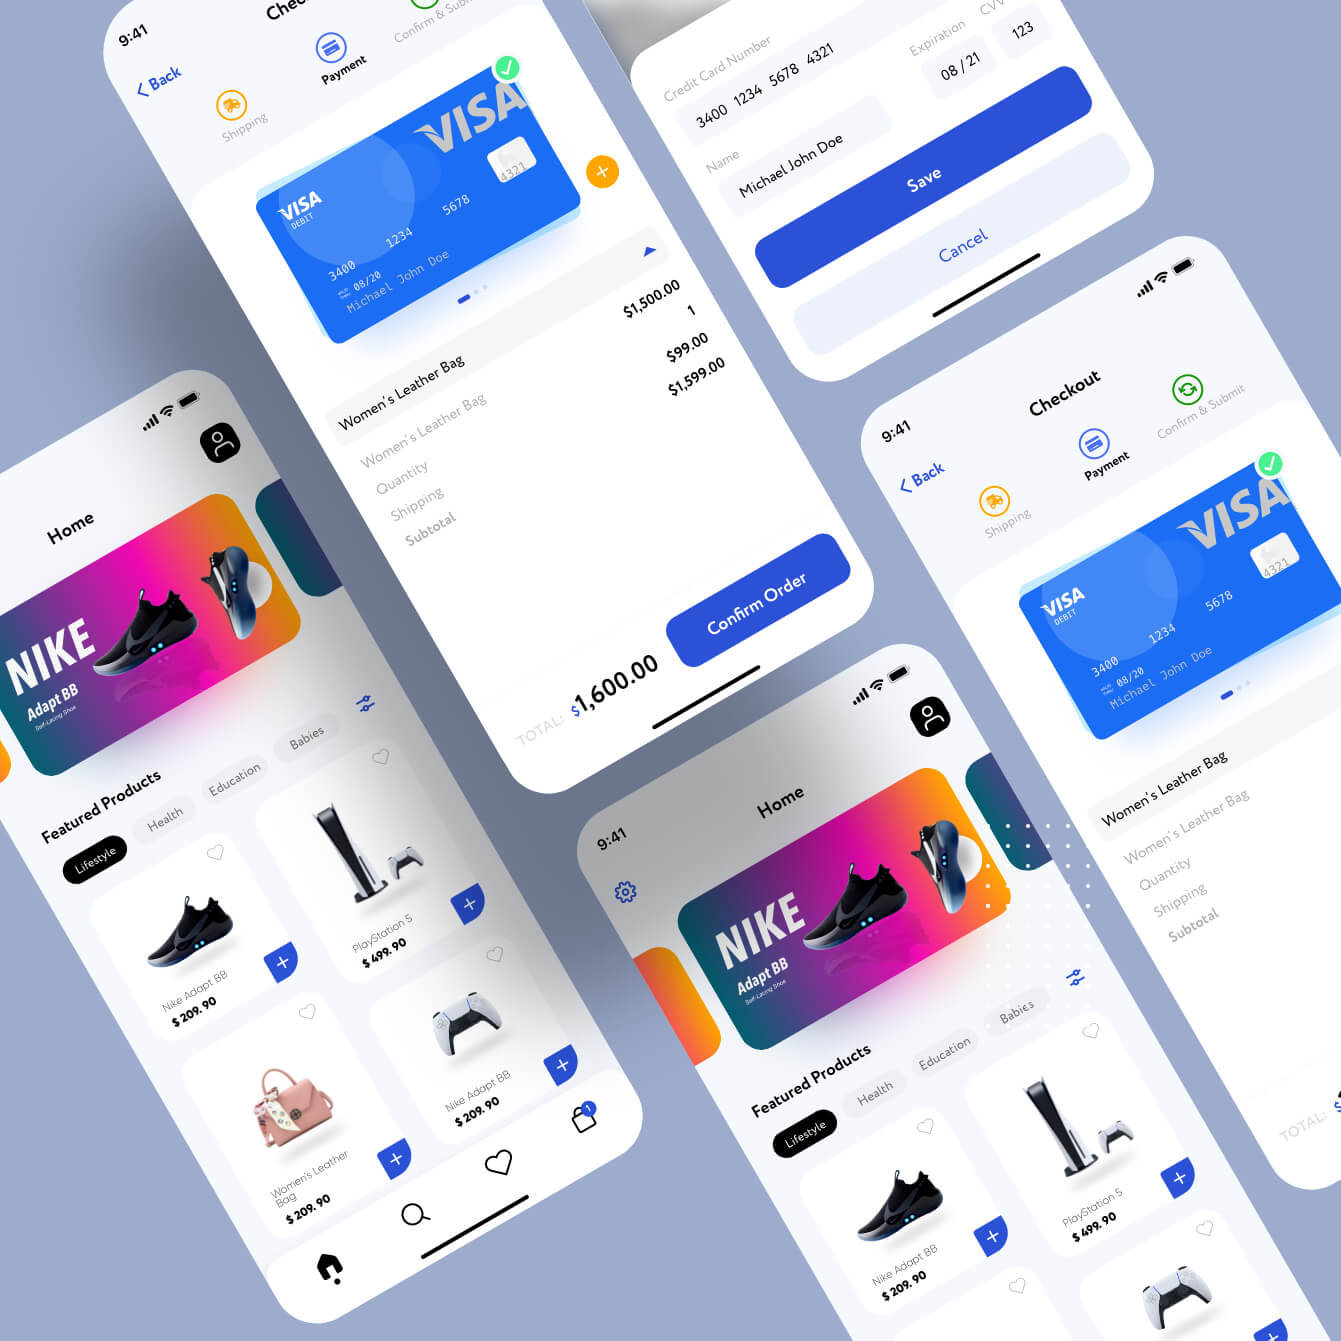 9:41
Checkout
Back
Shipping
Payment
Confirm & Submit
VISA
VISA
DEBIT
4321
3400 1234 5678
VALID THRU 08/20
Michael John Doe
Women's Leather Bag
Women's Leather Bag $1,500.00
Quantity 1
Shipping $99.00
Subtotal $1,599.00
TOTAL: $1,600.00
Confirm Order
Credit Card Number
3400 1234 5678 4321
Expiration
08 / 21
CVV
123
Name
Michael John Doe
Save
Cancel
Home
NIKE
Adapt BB
Self-Lacing Shoe
Featured Products
Lifestyle
Health
Education
Babies
Nike Adapt BB
$ 209.90
PlayStation 5
$ 499.90
Women's Leather
Bag
$ 209.90
Nike Adapt BB
$ 209.90
1
9:41
Home
NIKE
Adapt BB
Self-Lacing Shoe
Featured Products
Lifestyle
Health
Education
Babies
Nike Adapt BB
$ 209.90
PlayStation 5
$ 499.90
9:41
Checkout
Back
Shipping
Payment
Confirm & Submit
VISA
VISA
DEBIT
4321
3400 1234 5678
VALID THRU 08/20
Michael John Doe
Women's Leather Bag
Women's Leather Bag
Quantity
Shipping
Subtotal
TOTAL: $